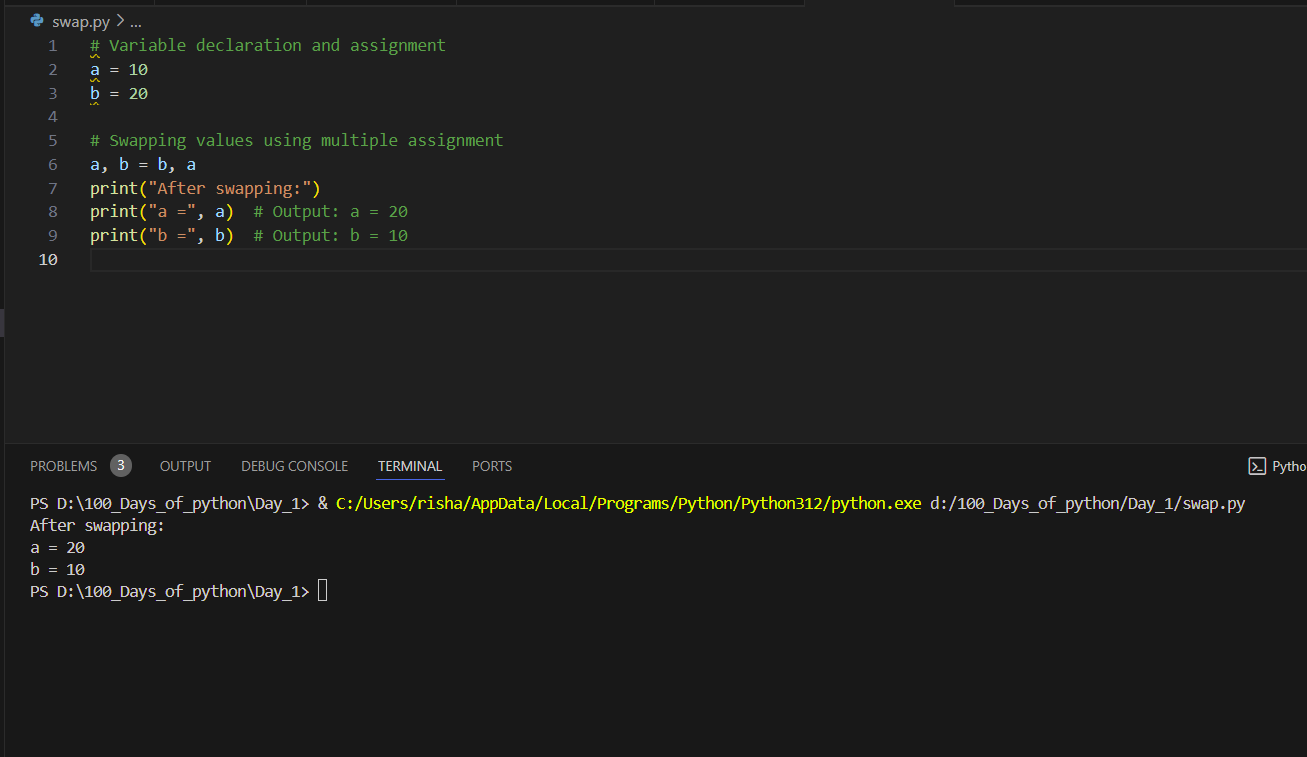 swap.py > ...
1 # Variable declaration and assignment
2 a = 10
3 b = 20
4
5 # Swapping values using multiple assignment
6 a, b = b, a
7 print("After swapping:")
8 print("a =", a)  # Output: a = 20
9 print("b =", b)  # Output: b = 10
10
PROBLEMS 3 OUTPUT DEBUG CONSOLE TERMINAL PORTS Pytho
PS D:\100_Days_of_python\Day_1> & C:/Users/risha/AppData/Local/Programs/Python/Python312/python.exe d:/100_Days_of_python/Day_1/swap.py
After swapping:
a = 20
b = 10
PS D:\100_Days_of_python\Day_1>